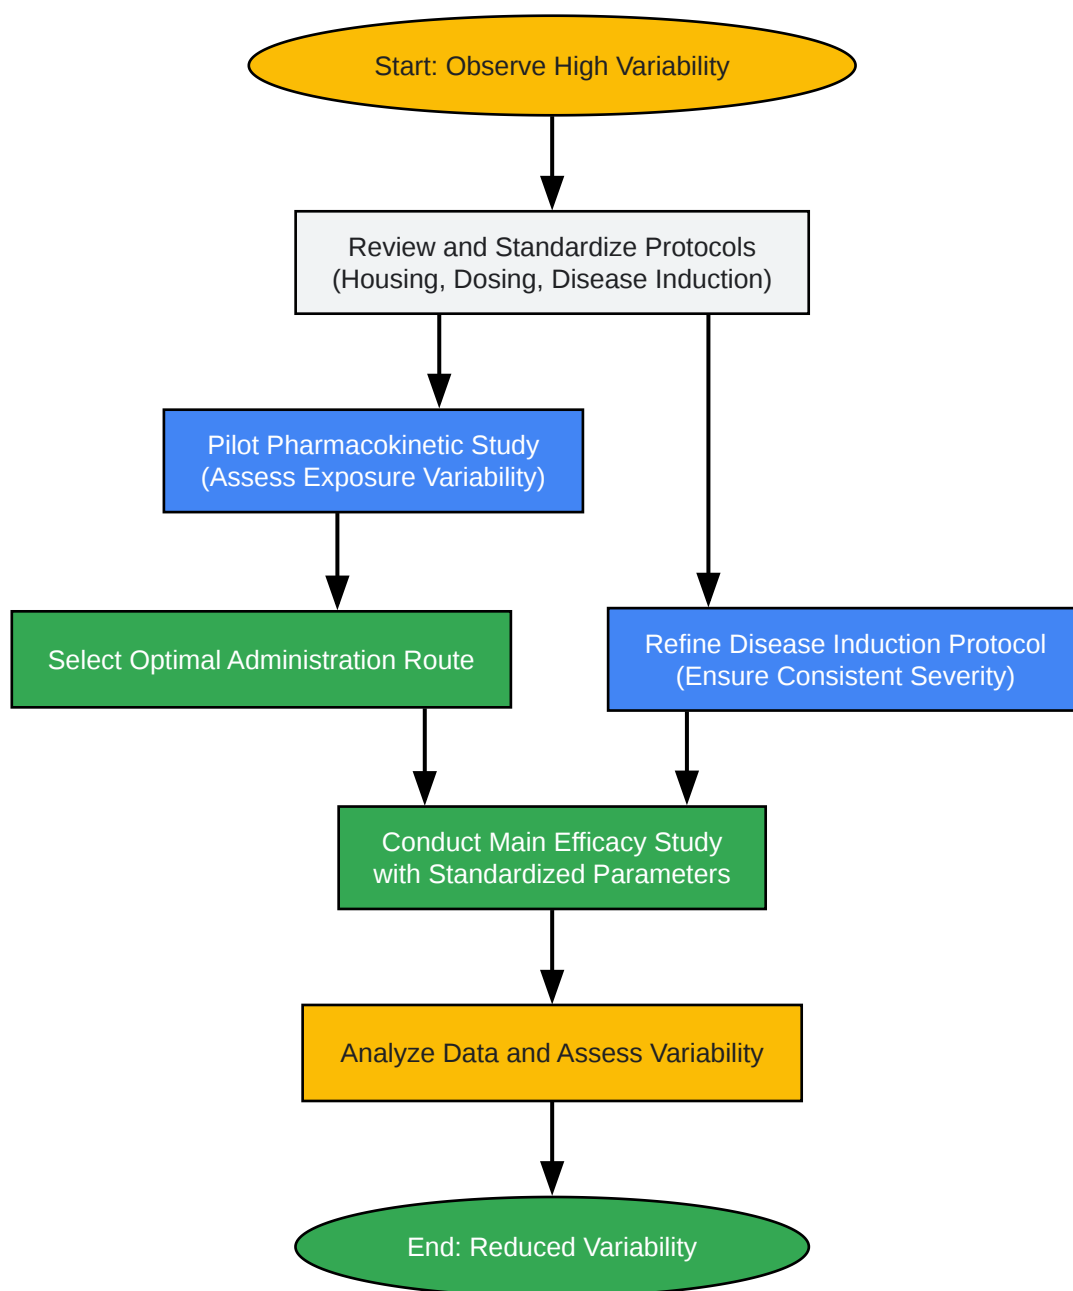 Start: Observe High Variability
Review and Standardize Protocols
(Housing, Dosing, Disease Induction)
Pilot Pharmacokinetic Study
(Assess Exposure Variability)
Select Optimal Administration Route
Refine Disease Induction Protocol
(Ensure Consistent Severity)
Conduct Main Efficacy Study
with Standardized Parameters
Analyze Data and Assess Variability
End: Reduced Variability